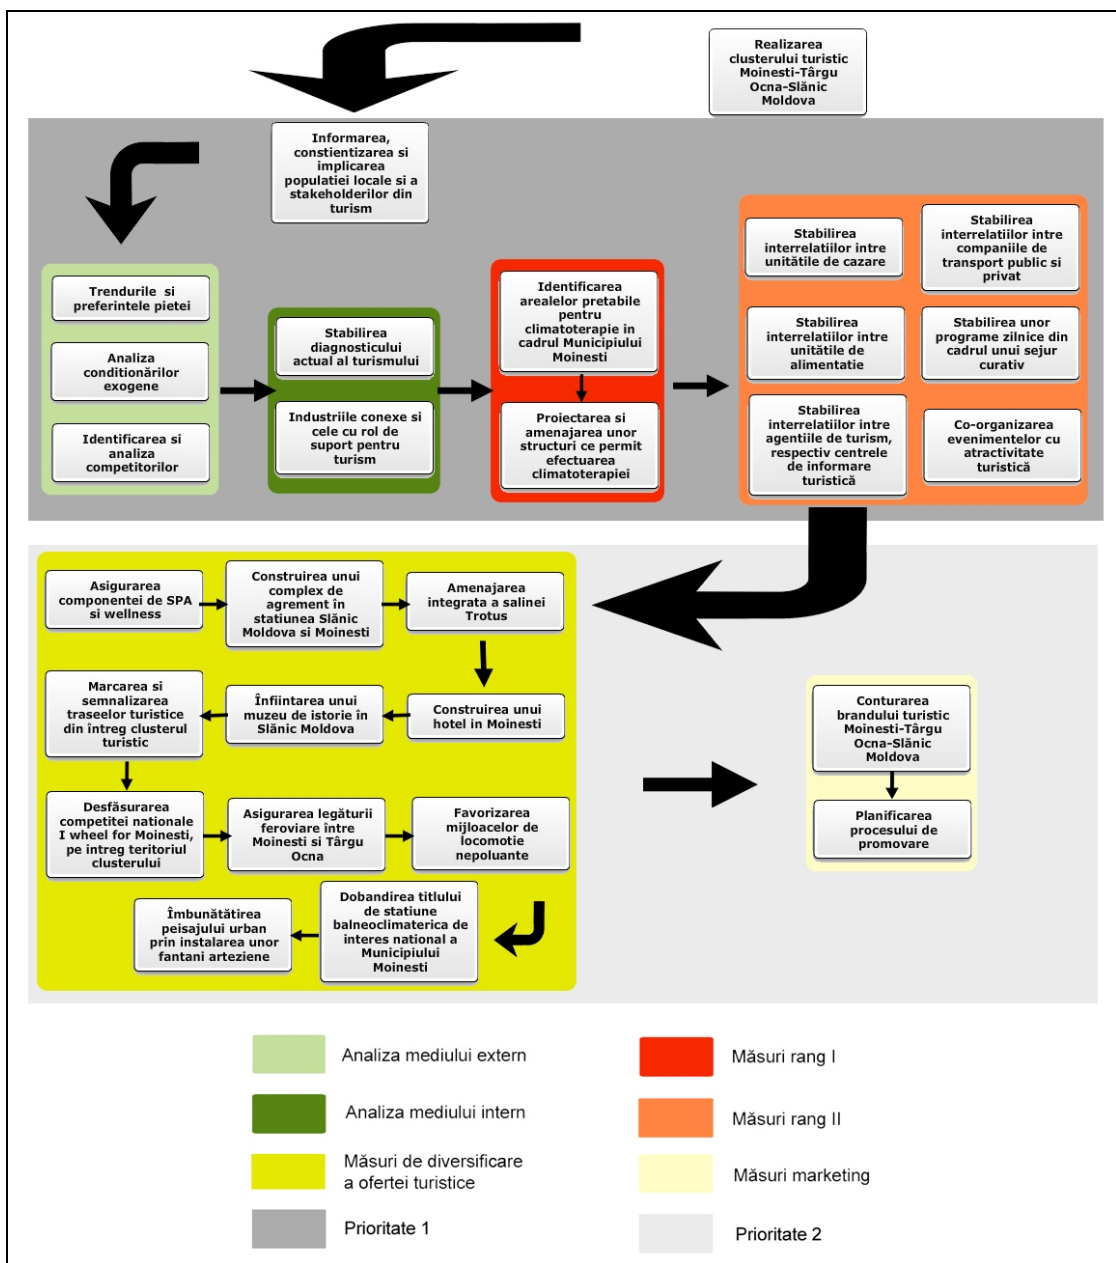 Realizarea
clusterului turistic
Moinesti-Târgu
Ocna-Slănic
Moldova
Informarea,
constientizarea si
implicarea
populatiei locale si a
stakeholderilor din
turism
Trendurile si
preferintele pietei
Analiza
conditionărilor
exogene
Identificarea si
analiza
competitorilor
Stabilirea
diagnosticului
actual al turismului
Industriile conexe si
cele cu rol de
suport pentru
turism
Identificarea
arealelor pretabile
pentru
climatoterapie in
cadrul Municipiului
Moinesti
Proiectarea si
amenajarea unor
structuri ce permit
efectuarea
climatoterapiei
Stabilirea
interrelatiilor intre
unitătile de cazare
Stabilirea
interrelatiilor intre
companiile de
transport public si
privat
Stabilirea
interrelatiilor intre
unitătile de
alimentatie
Stabilirea unor
programe zilnice din
cadrul unui sejur
curativ
Stabilirea
interrelatiilor intre
agentiile de turism,
respectiv centrele
de informare
turistică
Co-organizarea
evenimentelor cu
atractivitate
turistică
Asigurarea
componentei de SPA
si wellness
Construirea unui
complex de
agrement în
statiunea Slănic
Moldova si Moinesti
Amenajarea
integrata a salinei
Trotus
Construirea unui
hotel in Moinesti
Înfiintarea unui
muzeu de istorie în
Slănic Moldova
Marcarea si
semnalizarea
traseelor turistice
din întreg clusterul
turistic
Desfăsurarea
competitei nationale
I wheel for Moinesti,
pe intreg teritoriul
clusterului
Asigurarea legăturii
feroviare între
Moinesti si Târgu
Ocna
Favorizarea
mijloacelor de
locomotie
nepoluante
Dobandirea titlului
de statiune
balneoclimaterica de
interes national a
Municipiului
Moinesti
Îmbunătătirea
peisajului urban
prin instalarea unor
fantani arteziene
Conturarea
brandului turistic
Moinesti-Târgu
Ocna-Slănic
Moldova
Planificarea
procesului de
promovare
Analiza mediului extern
Măsuri rang I
Analiza mediului intern
Măsuri rang II
Măsuri de diversificare
a ofertei turistice
Măsuri marketing
Prioritate 1
Prioritate 2